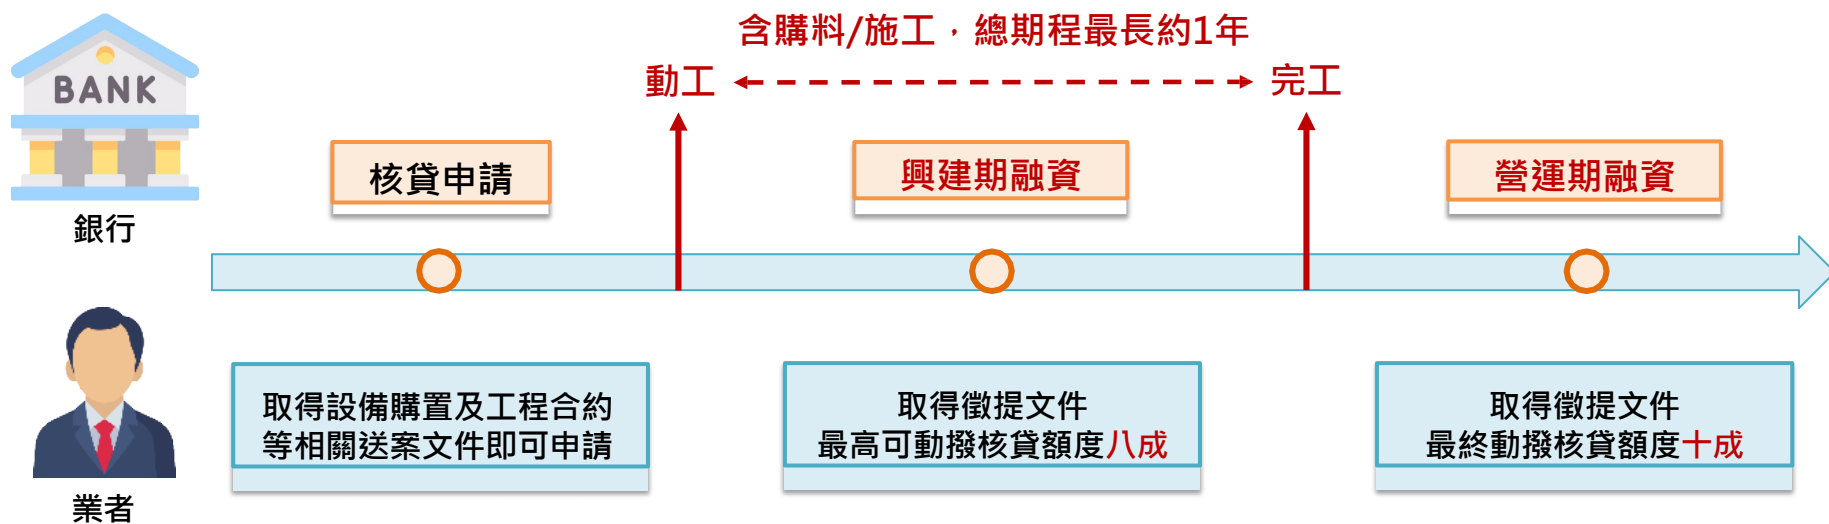 含購料/施工，總期程最長約1年
動工
完工
BANK
銀行
核貸申請
興建期融資
營運期融資
業者
取得設備購置及工程合約
等相關送案文件即可申請
取得徵提文件
最高可動撥核貸額度八成
取得徵提文件
最終動撥核貸額度十成